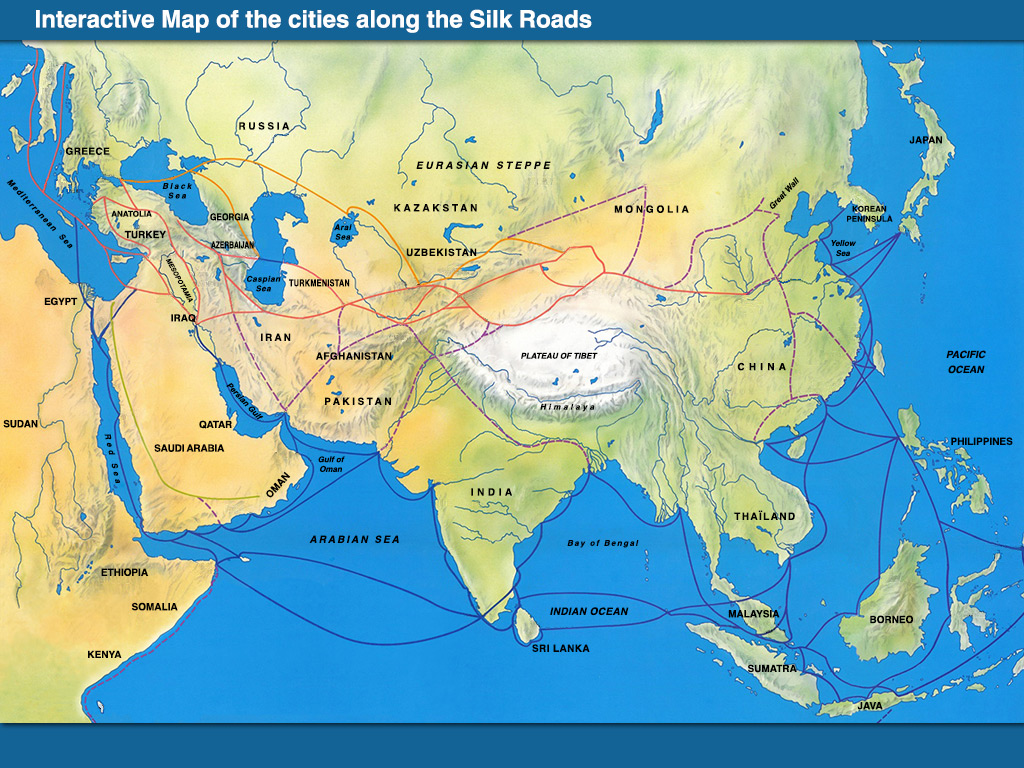 Interactive Map of the cities along the Silk Roads
RUSSIA
JAPAN
GREECE
EURASIAN STEPPE
Mediterranean Sea
Black
Sea
Great Wall
KAZAKSTAN
MONGOLIA
KOREAN
PENINSULA
ANATOLIA
GEORGIA
TURKEY
Aral
Sea
AZERBAIJAN
UZBEKISTAN
Yellow
Sea
MESOPOTAMIA
Caspian
Sea
TURKMENISTAN
EGYPT
IRAQ
IRAN
AFGHANISTAN
PLATEAU OF TIBET
CHINA
PACIFIC
OCEAN
Persian Gulf
PAKISTAN
Himalaya
SUDAN
QATAR
Red Sea
SAUDI ARABIA
PHILIPPINES
Gulf of
Oman
OMAN
INDIA
THAÏLAND
ARABIAN SEA
Bay of Bengal
ETHIOPIA
SOMALIA
INDIAN OCEAN
MALAYSIA
BORNEO
KENYA
SRI LANKA
SUMATRA
JAVA